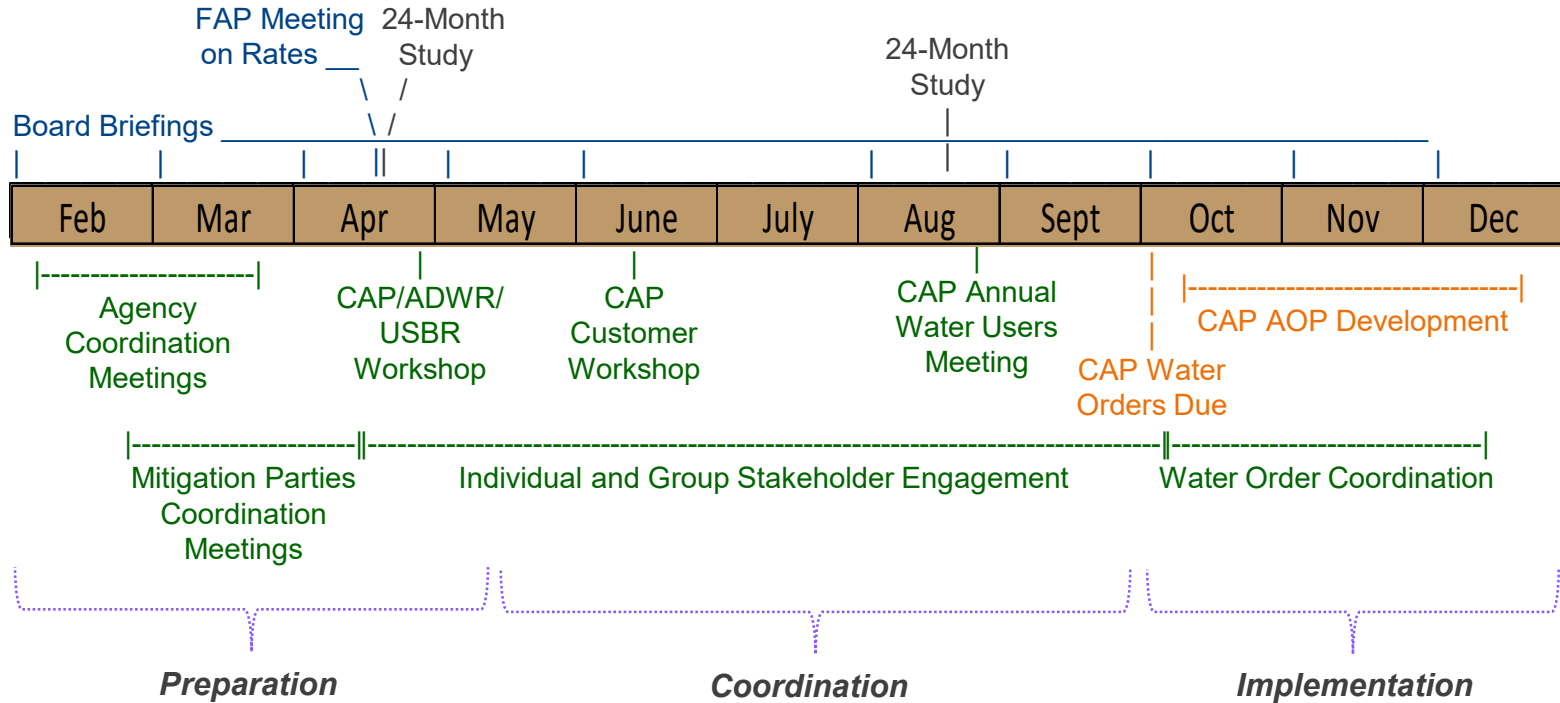 FAP Meeting
on Rates __
24-Month
Study
24-Month
Study
Board Briefings
Feb Mar Apr May June July Aug Sept Oct Nov Dec
Agency
Coordination
Meetings
CAP/ADWR/
USBR
Workshop
CAP
Customer
Workshop
CAP Annual
Water Users
Meeting
CAP Water
Orders Due
CAP AOP Development
Mitigation Parties
Coordination
Meetings
Individual and Group Stakeholder Engagement
Water Order Coordination
Preparation
Coordination
Implementation